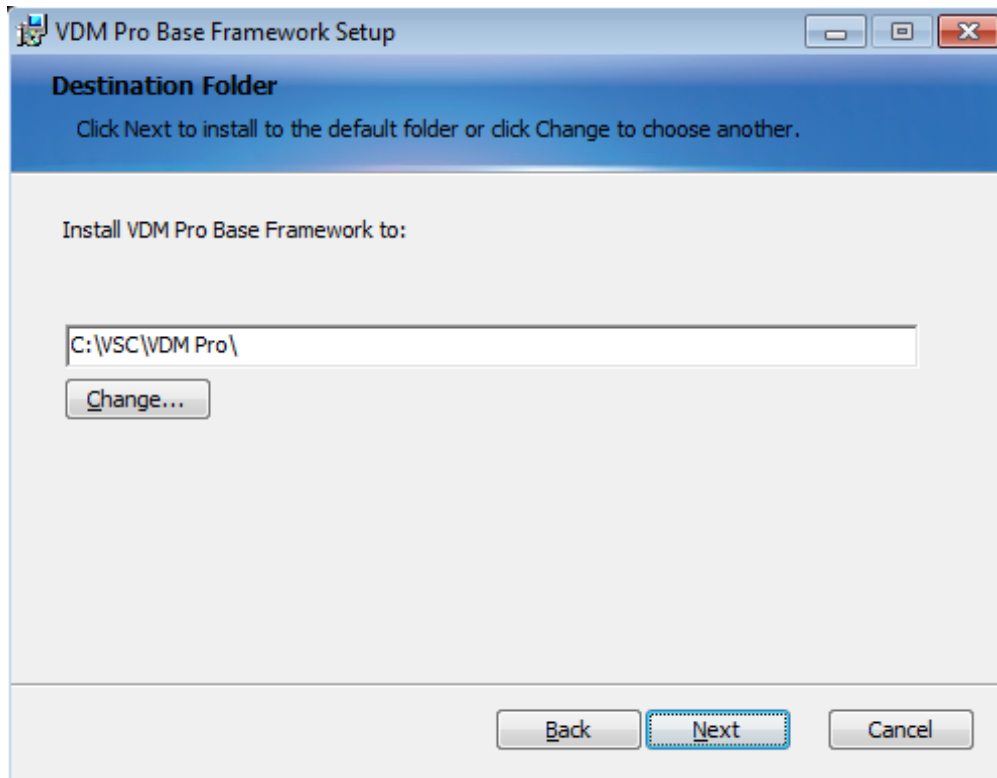 VDM Pro Base Framework Setup
Destination Folder
Click Next to install to the default folder or click Change to choose another.
Install VDM Pro Base Framework to:
C:\VSC\VDM Pro\
Change...
Back Next Cancel